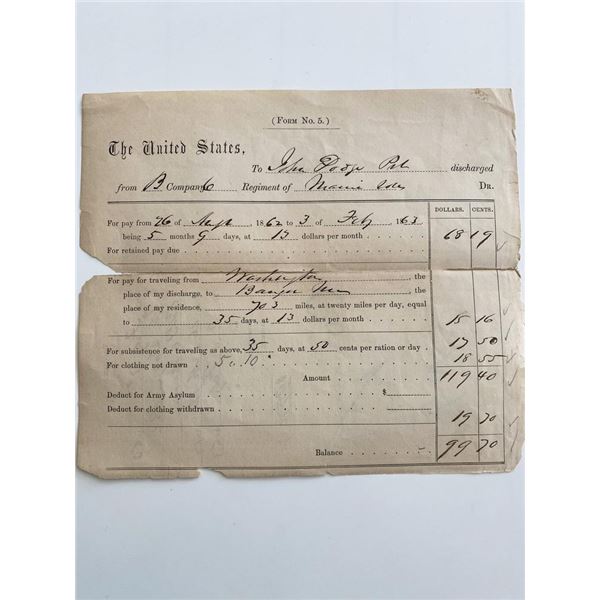 (FORM NO. 5.)
The United States,
To John Dodge discharged
from B Company 6 Regiment of Maine Vols DR.
DOLLARS. CENTS.
For pay from 26 of 1862 to 3 of Feby 1863
being 5 months 9 days, at 13 dollars per month 68 19
For retained pay due
For pay for traveling from Washington, the
place of my discharge, to Bangor Me, the
place of my residence, 703 miles, at twenty miles per day, equal
to 35 days, at 13 dollars per month 15 16
For subsistence for traveling as above, 35 days, at 50 cents per ration or day 17 50
For clothing not drawn 18 55
Amount 119 40
Deduct for Army Asylum $
Deduct for clothing withdrawn 19 70
Balance 99 70